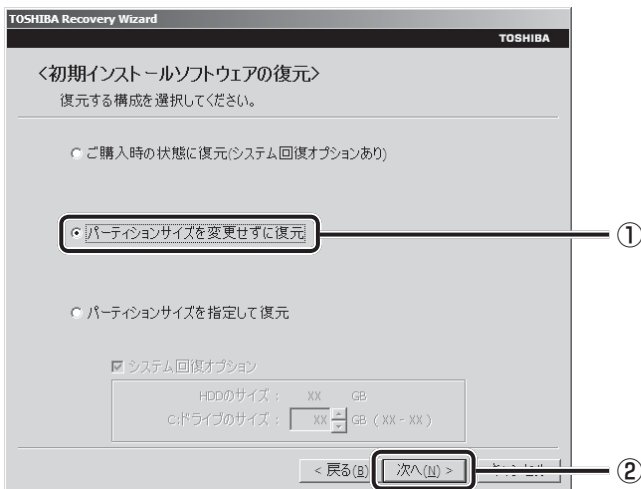 TOSHIBA Recovery Wizard
TOSHIBA
<初期インストールソフトウェアの復元>
復元する構成を選択してください。
ご購入時の状態に復元(システム回復オプションあり)
パーティションサイズを変更せずに復元
①
パーティションサイズを指定して復元
システム回復オプション
HDDのサイズ： XX GB
C:ドライブのサイズ： XX GB ( XX - XX )
< 戻る(B) 次へ(N) >
②